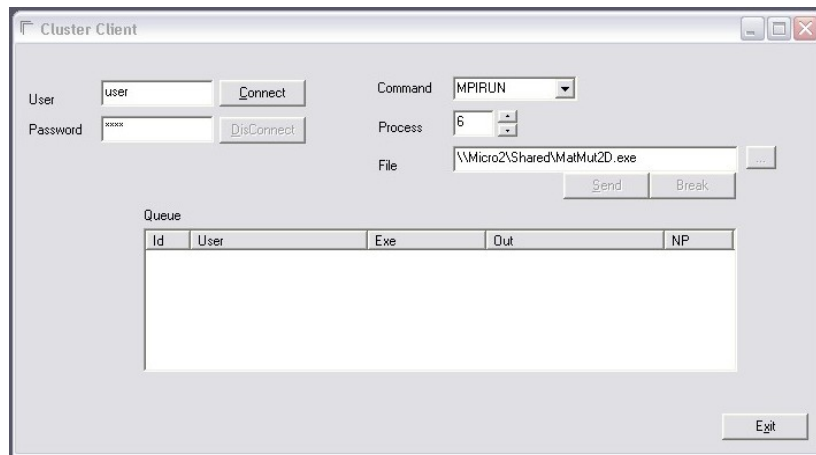 Cluster Client
User user Connect Command MPIRUN
Password xxxx DisConnect Process 6
File \\Micro2\Shared\MatMut2D.exe ...
Send Break
Queue
Id User Exe Out NP
Exit